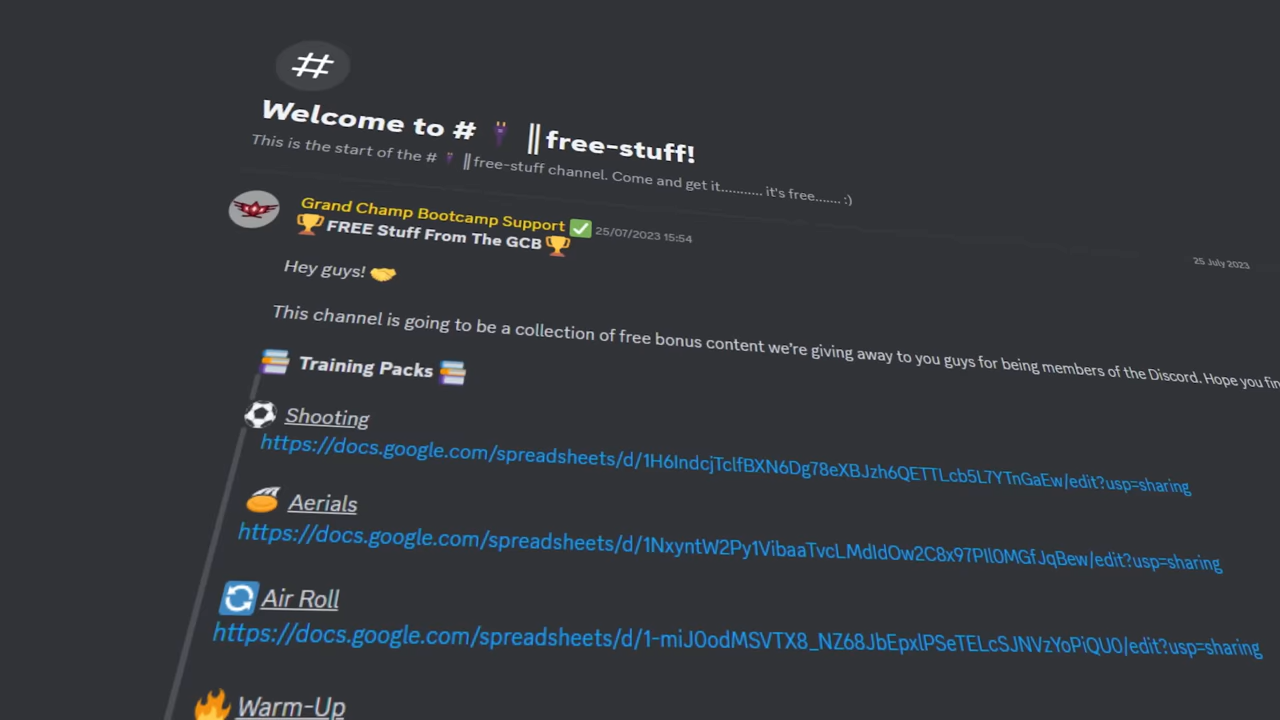 #
Welcome to # ║free-stuff!
This is the start of the # ║free-stuff channel. Come and get it........... it's free....... :)
25 July 2023
Grand Champ Bootcamp Support ✅ 25/07/2023 15:54
🏆 FREE Stuff From The GCB 🏆
Hey guys! 🤝
This channel is going to be a collection of free bonus content we're giving away to you guys for being members of the Discord. Hope you fin
📚 Training Packs 📚
⚽ Shooting
https://docs.google.com/spreadsheets/d/1H6IndcjTclfBXN6Dg78eXBJzh6QETTLcb5L7YTnGaEw/edit?usp=sharing
Aerials
https://docs.google.com/spreadsheets/d/1NxyntW2Py1VibaaTvcLMdIdOw2C8x97PIl0MGfJqBew/edit?usp=sharing
🔄 Air Roll
https://docs.google.com/spreadsheets/d/1-miJ0odMSVTX8_NZ68JbEpxlPSeTELcSJNVzYoPiQU0/edit?usp=sharing
🔥 Warm-Up